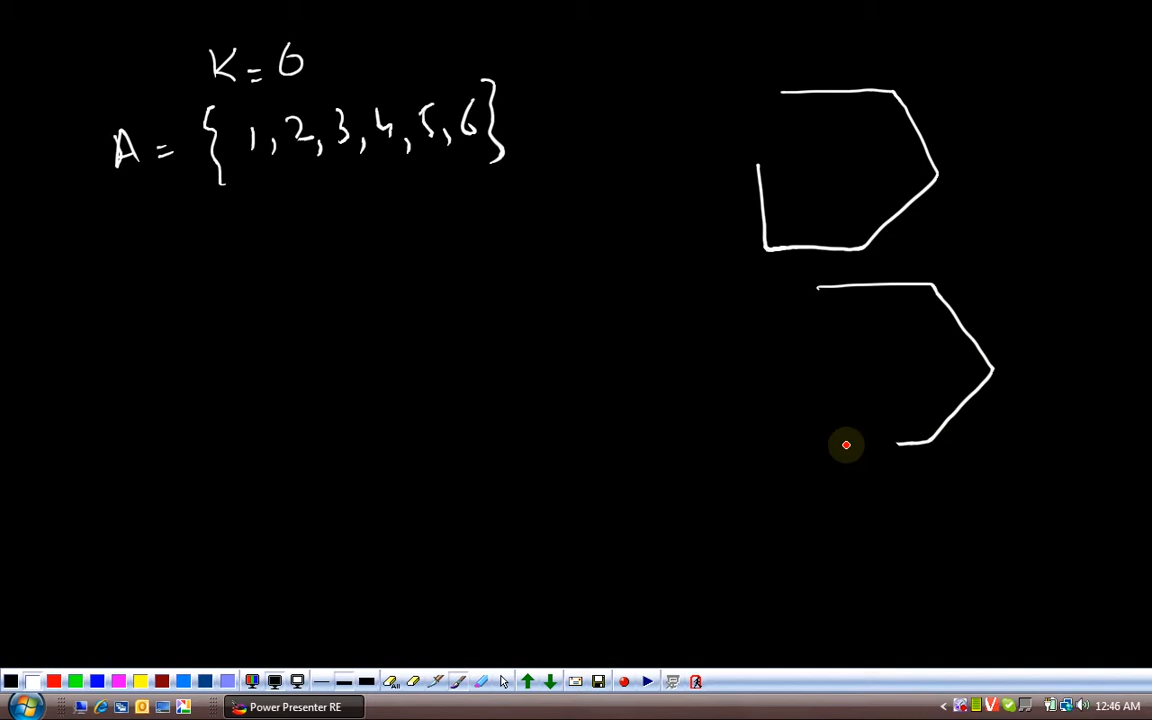 K = 6
A = { 1, 2, 3, 4, 5, 6 }
Power Presenter RE
12:46 AM